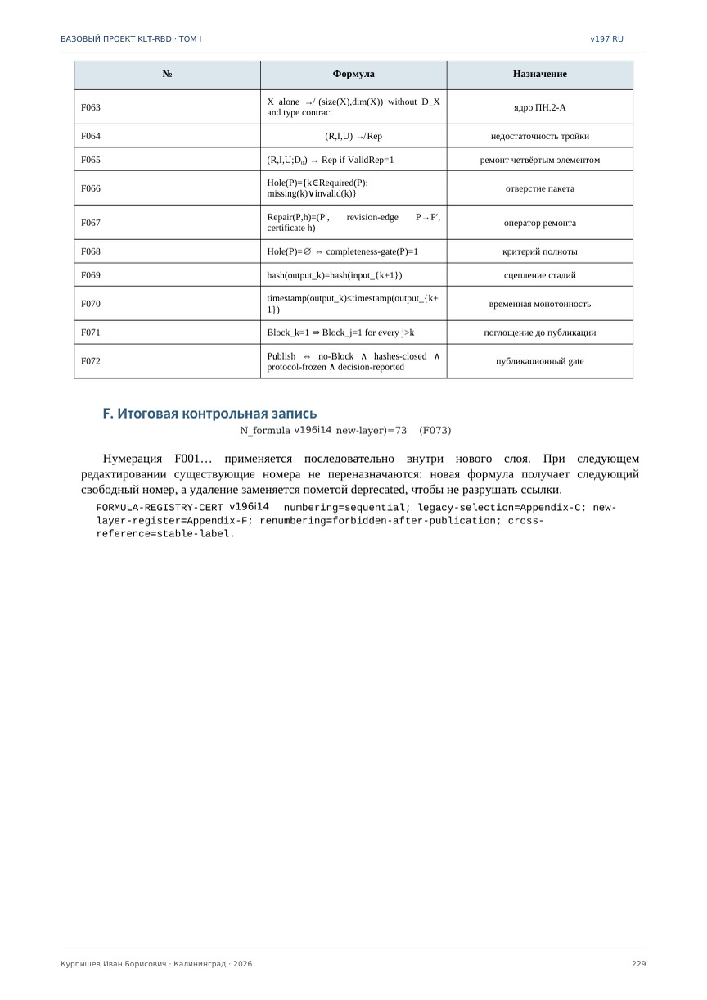 БАЗОВЫЙ ПРОЕКТ KLT-RBD · ТОМ I v197 RU
№ Формула Назначение
F063 X alone ↛ (size(X),dim(X)) without D_X and type contract ядро ПН.2-А
F064 (R,I,U) ↛ Rep недостаточность тройки
F065 (R,I,U;D₀) → Rep if ValidRep=1 ремонт четвёртым элементом
F066 Hole(P)={k∈Required(P): missing(k)∨invalid(k)} отверстие пакета
F067 Repair(P,h)=(P′, revision-edge P→P′, certificate h) оператор ремонта
F068 Hole(P)=∅ ⇔ completeness-gate(P)=1 критерий полноты
F069 hash(output_k)=hash(input_{k+1}) сцепление стадий
F070 timestamp(output_k)≤timestamp(output_{k+1}) временная монотонность
F071 Block_k=1 ⇒ Block_j=1 for every j>k поглощение до публикации
F072 Publish ⇔ no-Block ∧ hashes-closed ∧ protocol-frozen ∧ decision-reported публикационный gate
F. Итоговая контрольная запись
N_formula v196i14 new-layer)=73 (F073)
Нумерация F001… применяется последовательно внутри нового слоя. При следующем
редактировании существующие номера не переназначаются: новая формула получает следующий
свободный номер, а удаление заменяется пометой deprecated, чтобы не разрушать ссылки.
FORMULA-REGISTRY-CERT v196i14 numbering=sequential; legacy-selection=Appendix-C; new-
layer-register=Appendix-F; renumbering=forbidden-after-publication; cross-
reference=stable-label.
Курпишев Иван Борисович · Калининград · 2026 229